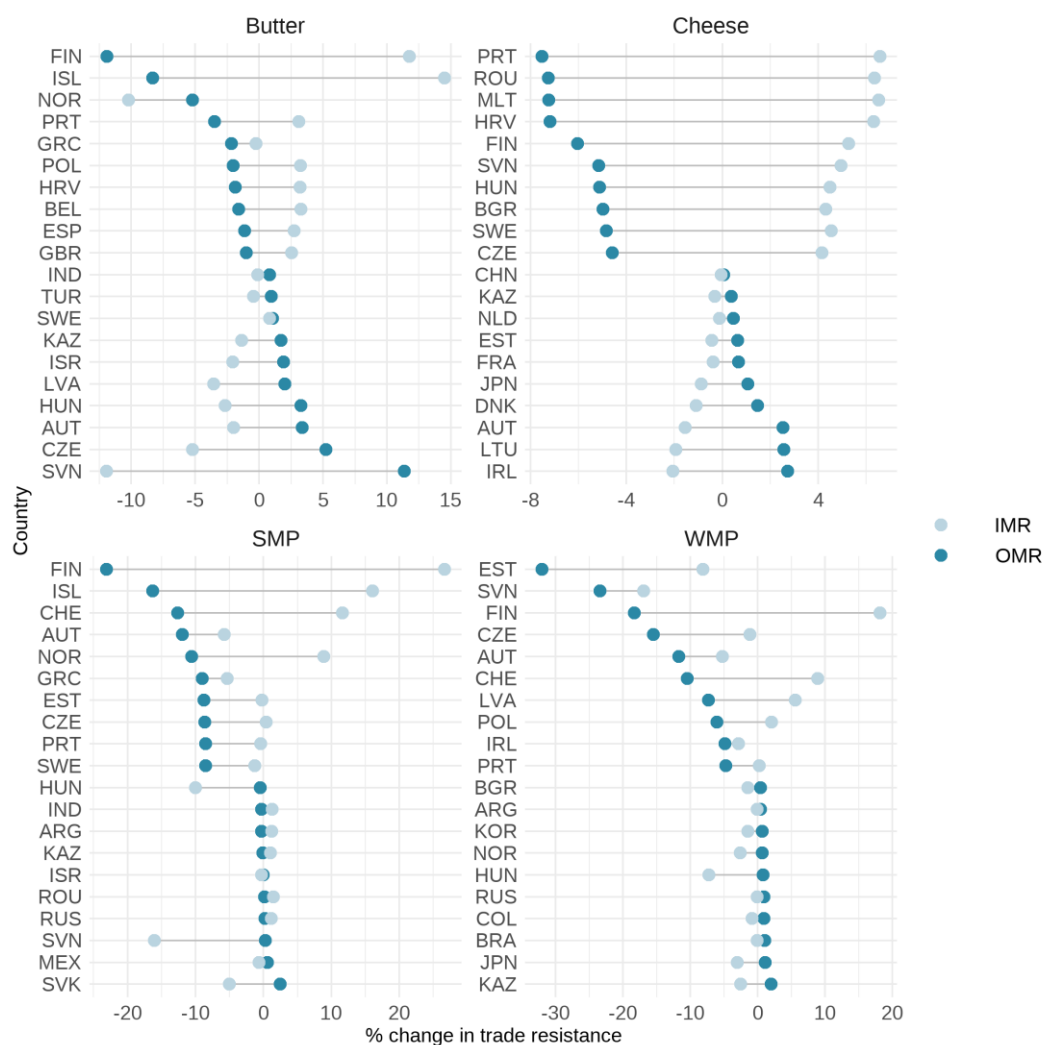 Butter
FIN
ISL
NOR
PRT
GRC
POL
HRV
BEL
ESP
GBR
IND
TUR
SWE
KAZ
ISR
LVA
HUN
AUT
CZE
SVN
-10 -5 0 5 10 15
Cheese
PRT
ROU
MLT
HRV
FIN
SVN
HUN
BGR
SWE
CZE
CHN
KAZ
NLD
EST
FRA
JPN
DNK
AUT
LTU
IRL
-8 -4 0 4
Country
IMR
OMR
SMP
FIN
ISL
CHE
AUT
NOR
GRC
EST
CZE
PRT
SWE
HUN
IND
ARG
KAZ
ISR
ROU
RUS
SVN
MEX
SVK
-20 -10 0 10 20
WMP
EST
SVN
FIN
CZE
AUT
CHE
LVA
POL
IRL
PRT
BGR
ARG
KOR
NOR
HUN
RUS
COL
BRA
JPN
KAZ
-30 -20 -10 0 10 20
% change in trade resistance